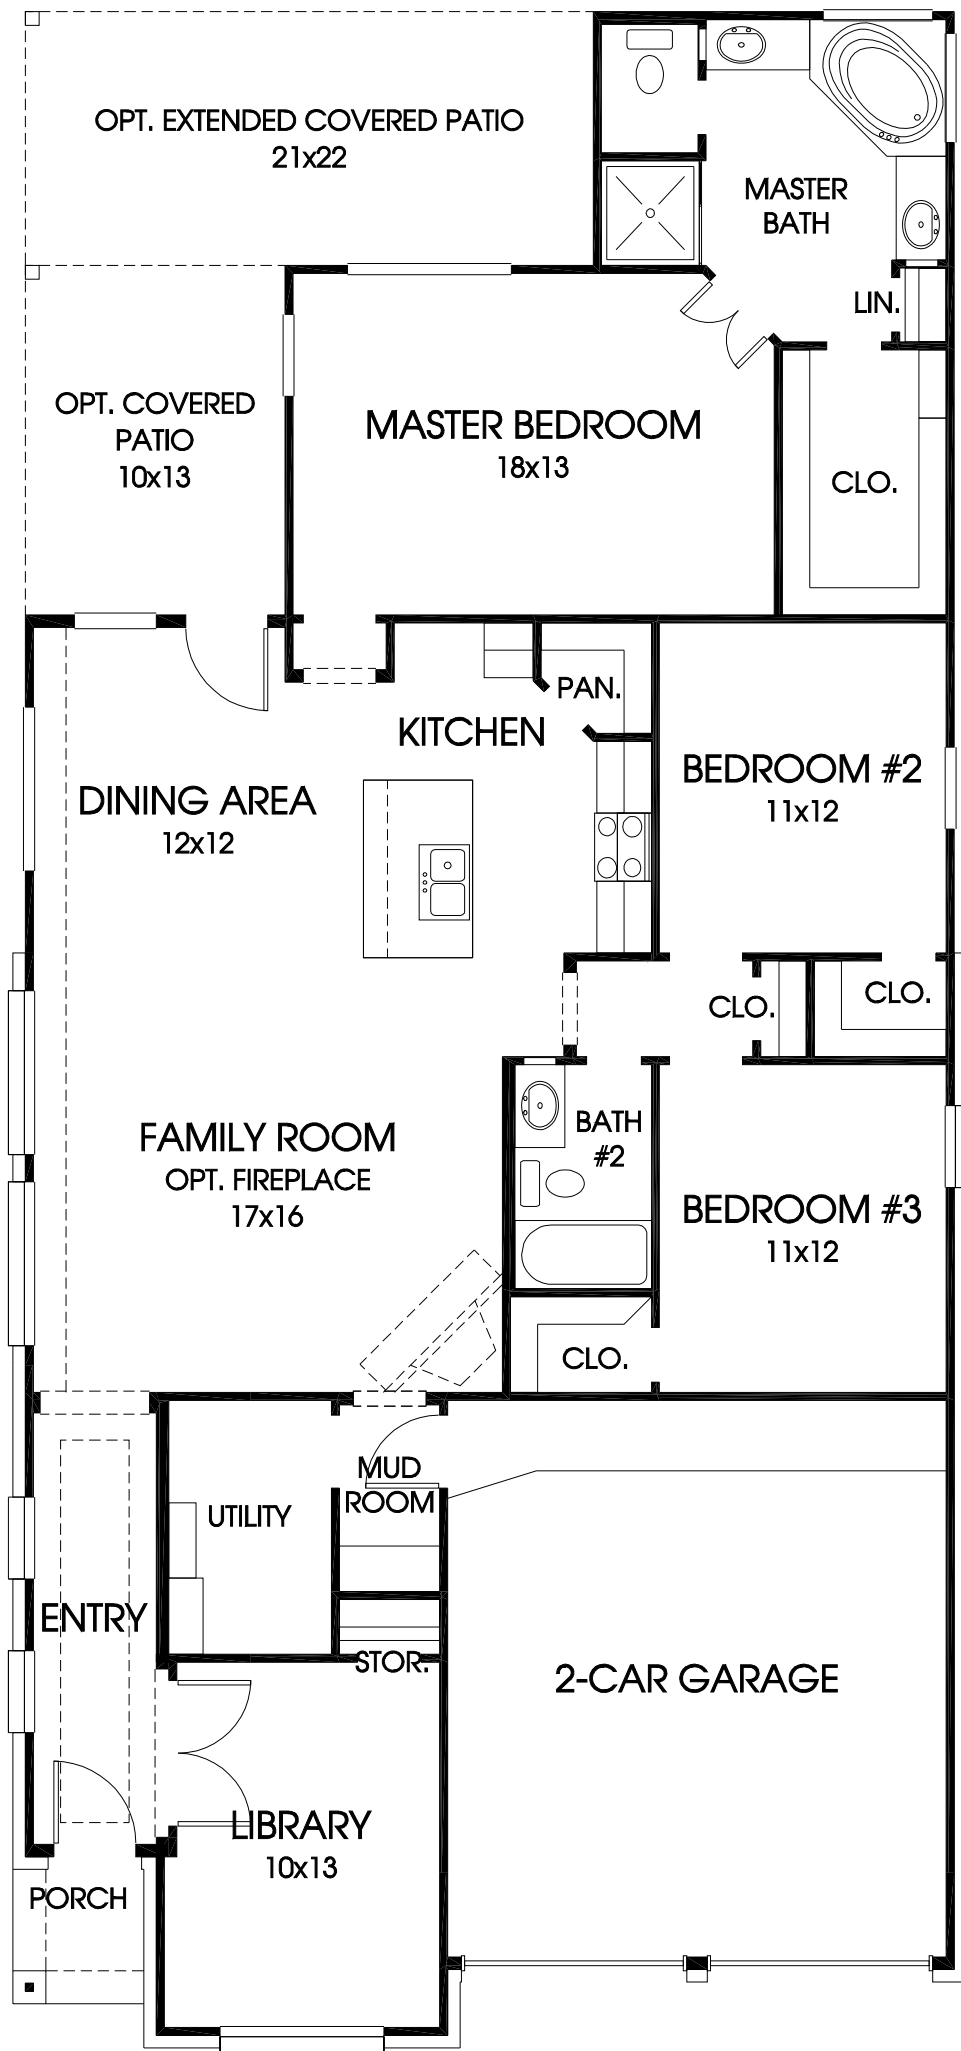 OPT. EXTENDED COVERED PATIO
21x22
MASTER
BATH
LIN.
OPT. COVERED
PATIO
10x13
MASTER BEDROOM
18x13
CLO.
PAN.
KITCHEN
DINING AREA
12x12
BEDROOM #2
11x12
CLO.
CLO.
FAMILY ROOM
OPT. FIREPLACE
17x16
BATH
#2
BEDROOM #3
11x12
CLO.
MUD
ROOM
UTILITY
ENTRY
STOR.
2-CAR GARAGE
LIBRARY
10x13
PORCH